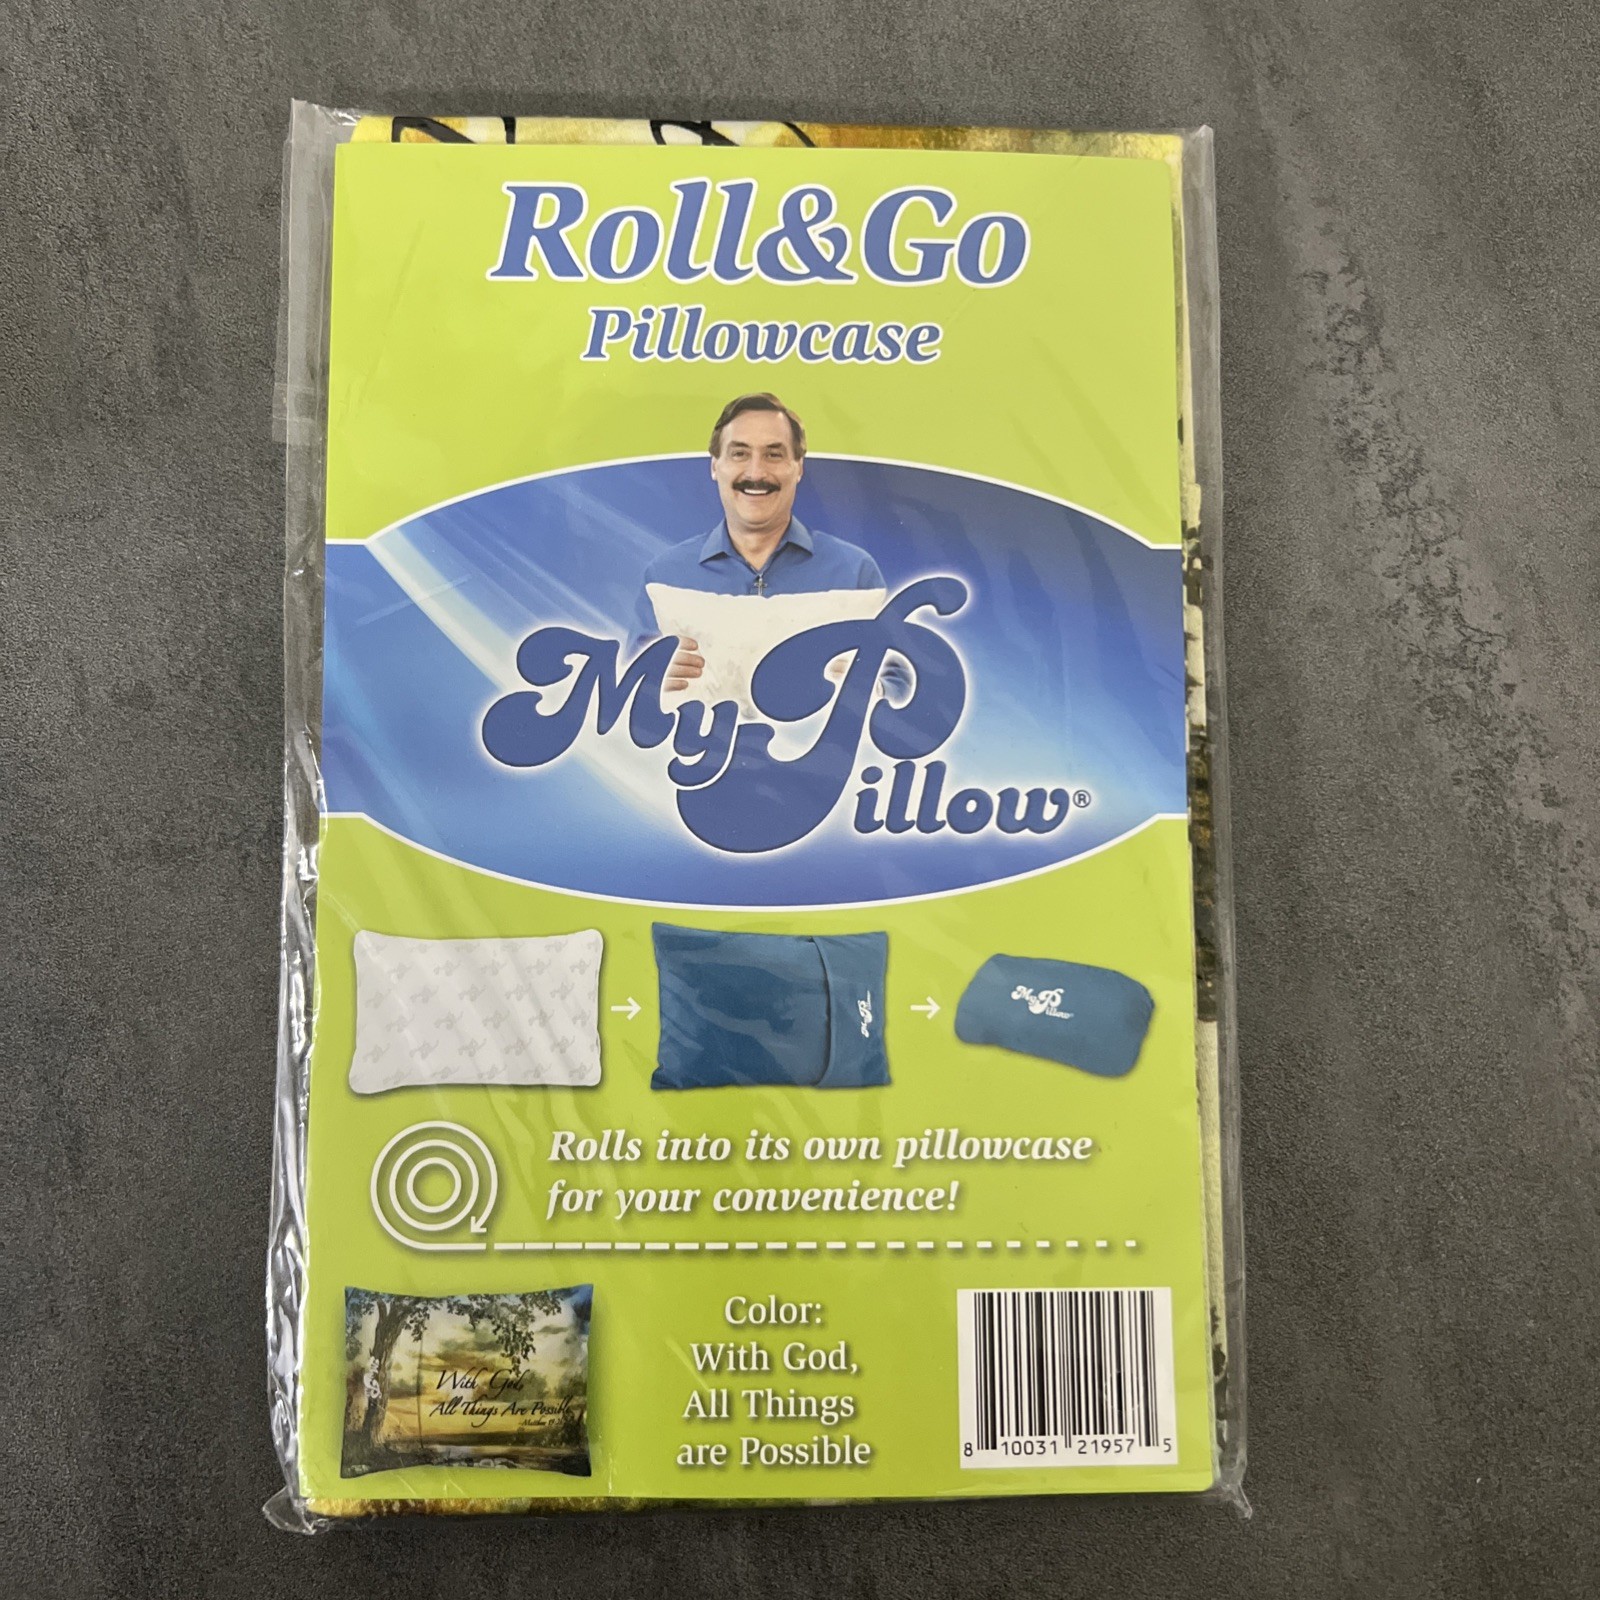 Roll&Go
Pillowcase
MyPillow®
MyPillow
MyPillow
Rolls into its own pillowcase
for your convenience!
With God,
All Things Are Possible
Color:
With God,
All Things
are Possible
8 10031 21957 5